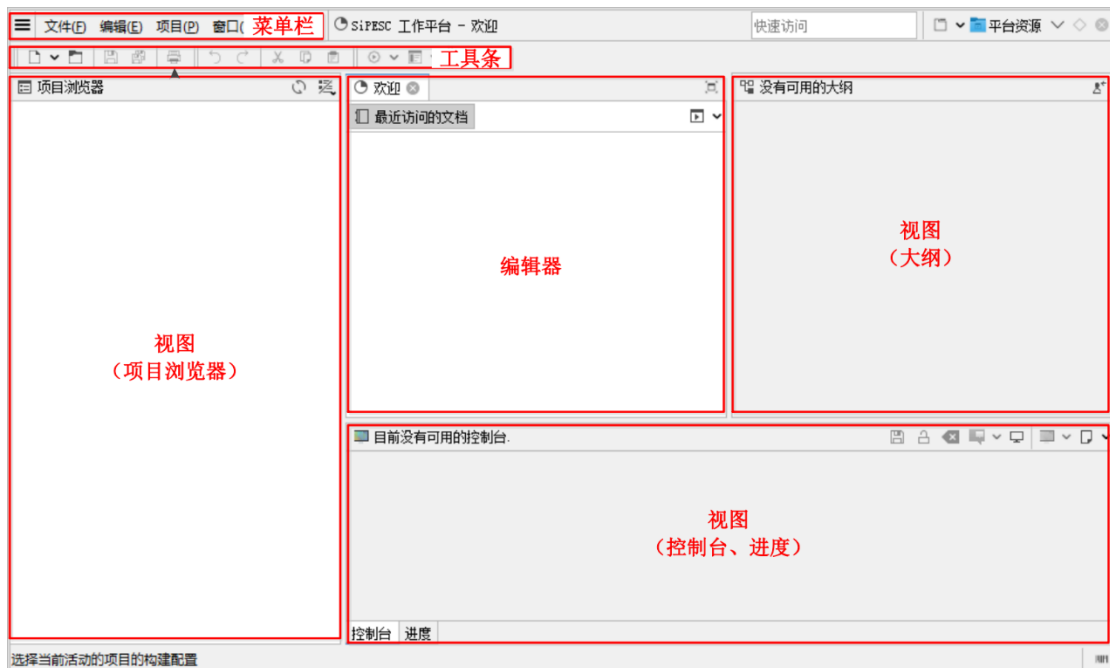 文件(F) 编辑(E) 项目(P) 窗口( 菜单栏 SiPESC 工作平台 - 欢迎 快速访问 平台资源
工具条
项目浏览器
欢迎
没有可用的大纲
最近访问的文档
视图
(项目浏览器)
编辑器
视图
(大纲)
目前没有可用的控制台.
视图
(控制台、进度)
控制台 进度
选择当前活动的项目的构建配置